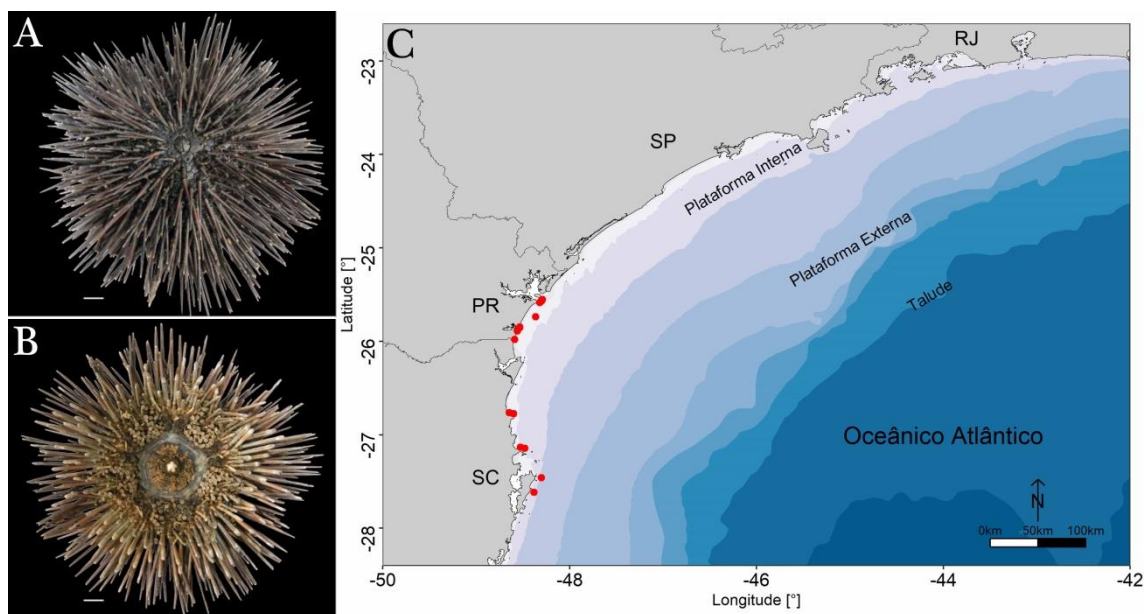 A
B
C
RJ
SP
PR
SC
Plataforma Interna
Plataforma Externa
Talude
Oceânico Atlântico
N
0km 50km 100km
Latitude [°]
-23
-24
-25
-26
-27
-28
-50 -48 -46 -44 -42
Longitude [°]